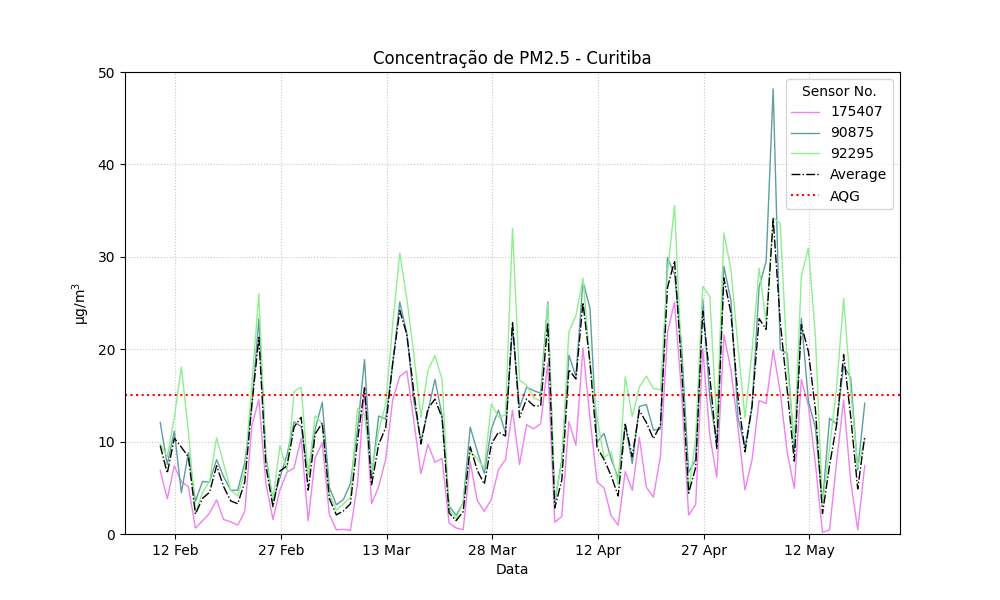 Concentração de PM2.5 - Curitiba
Sensor No.
175407
90875
92295
Average
AQG
50
40
30
20
10
0
µg/m³
12 Feb
27 Feb
13 Mar
28 Mar
12 Apr
27 Apr
12 May
Data